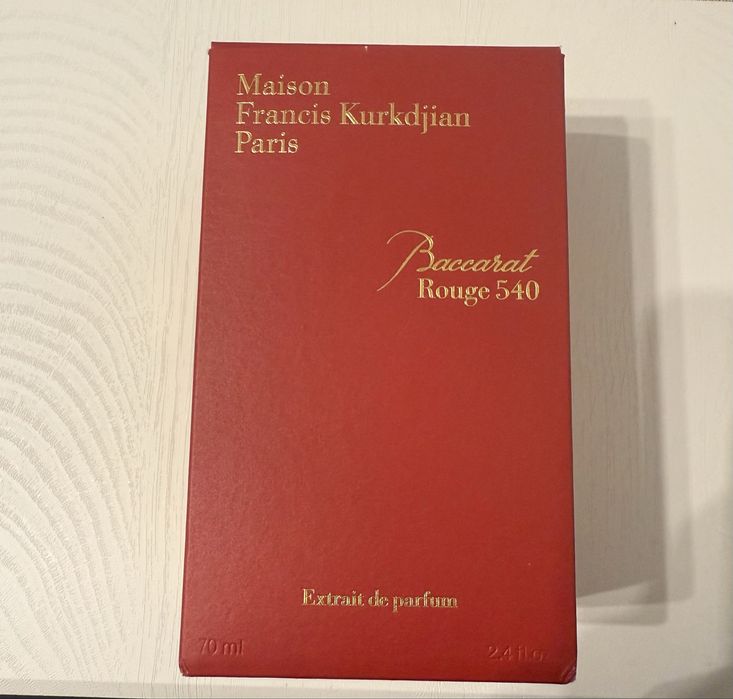 Maison
Francis Kurkdjian
Paris
Baccarat
Rouge 540
Extrait de parfum
70 ml
2.4 fl.oz